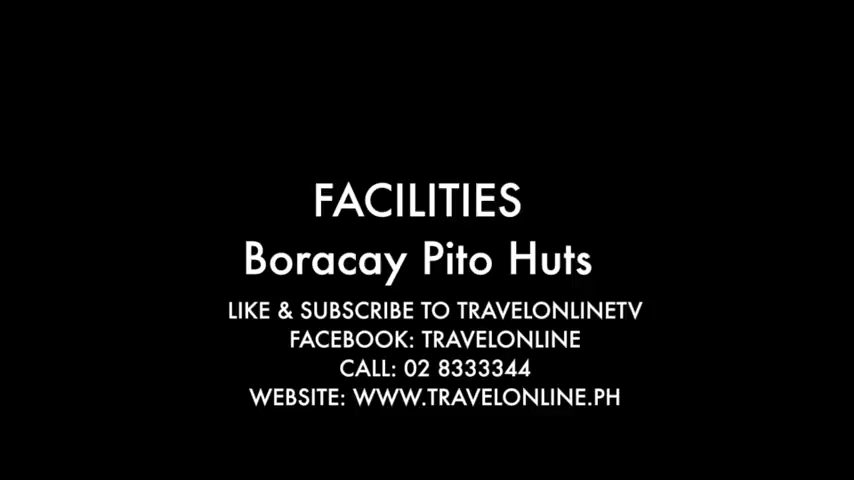 FACILITIES
Boracay Pito Huts
LIKE & SUBSCRIBE TO TRAVELONLINETV
FACEBOOK: TRAVELONLINE
CALL: 02 8333344
WEBSITE: WWW.TRAVELONLINE.PH